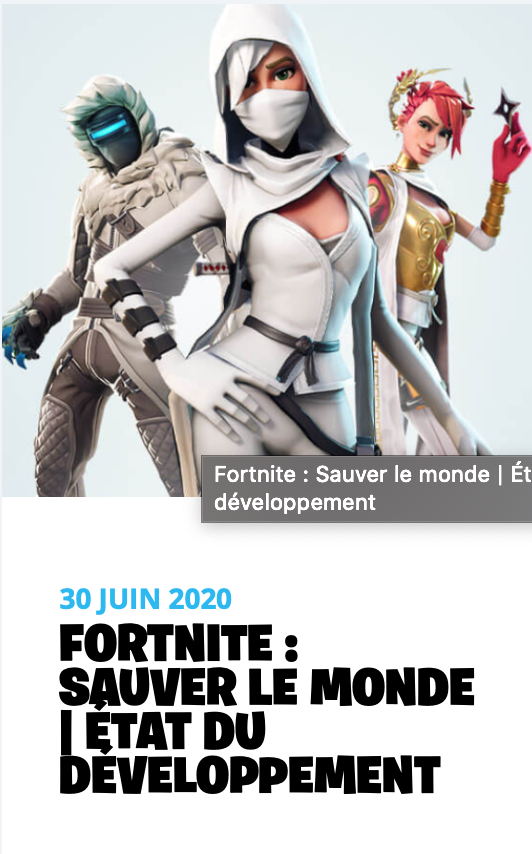 Fortnite : Sauver le monde | Ét
développement
30 JUIN 2020
FORTNITE :
SAUVER LE MONDE
| ÉTAT DU
DÉVELOPPEMENT